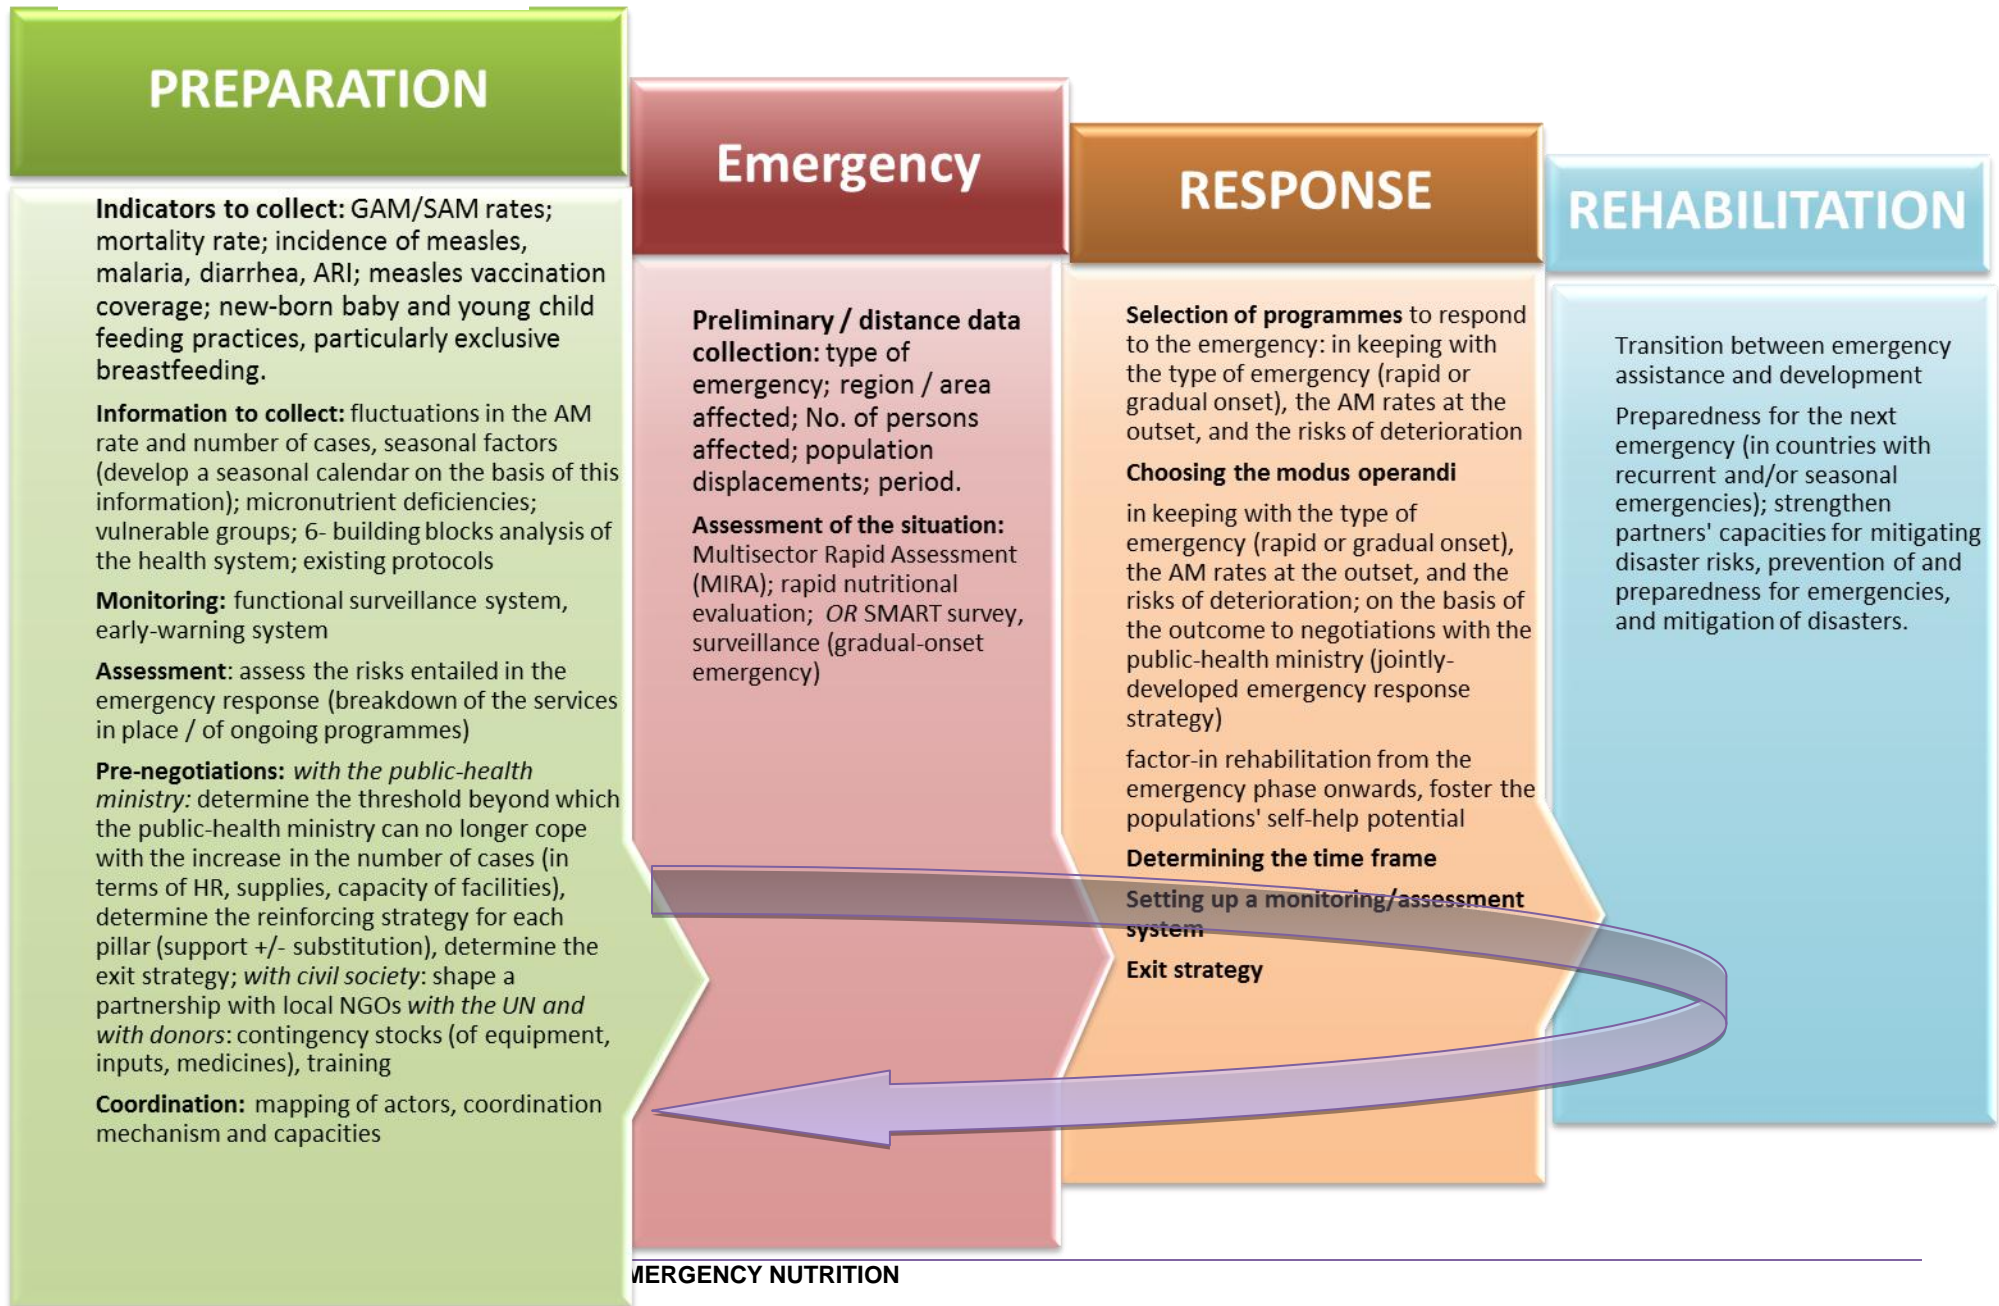 PREPARATION
Indicators to collect: GAM/SAM rates;
mortality rate; incidence of measles,
malaria, diarrhea, ARI; measles vaccination
coverage; new-born baby and young child
feeding practices, particularly exclusive
breastfeeding.
Information to collect: fluctuations in the AM
rate and number of cases, seasonal factors
(develop a seasonal calendar on the basis of this
information); micronutrient deficiencies;
vulnerable groups; 6- building blocks analysis of
the health system; existing protocols
Monitoring: functional surveillance system,
early-warning system
Assessment: assess the risks entailed in the
emergency response (breakdown of the services
in place / of ongoing programmes)
Pre-negotiations: with the public-health
ministry: determine the threshold beyond which
the public-health ministry can no longer cope
with the increase in the number of cases (in
terms of HR, supplies, capacity of facilities),
determine the reinforcing strategy for each
pillar (support +/- substitution), determine the
exit strategy; with civil society: shape a
partnership with local NGOs with the UN and
with donors: contingency stocks (of equipment,
inputs, medicines), training
Coordination: mapping of actors, coordination
mechanism and capacities
Emergency
Preliminary / distance data
collection: type of
emergency; region / area
affected; No. of persons
affected; population
displacements; period.
Assessment of the situation:
Multisector Rapid Assessment
(MIRA); rapid nutritional
evaluation; OR SMART survey,
surveillance (gradual-onset
emergency)
RESPONSE
Selection of programmes to respond
to the emergency: in keeping with
the type of emergency (rapid or
gradual onset), the AM rates at the
outset, and the risks of deterioration
Choosing the modus operandi
in keeping with the type of
emergency (rapid or gradual onset),
the AM rates at the outset, and the
risks of deterioration; on the basis of
the outcome to negotiations with the
public-health ministry (jointly-
developed emergency response
strategy)
factor-in rehabilitation from the
emergency phase onwards, foster the
populations' self-help potential
Determining the time frame
Setting up a monitoring/assessment
system
Exit strategy
REHABILITATION
Transition between emergency
assistance and development
Preparedness for the next
emergency (in countries with
recurrent and/or seasonal
emergencies); strengthen
partners' capacities for mitigating
disaster risks, prevention of and
preparedness for emergencies,
and mitigation of disasters.
MERGENCY NUTRITION